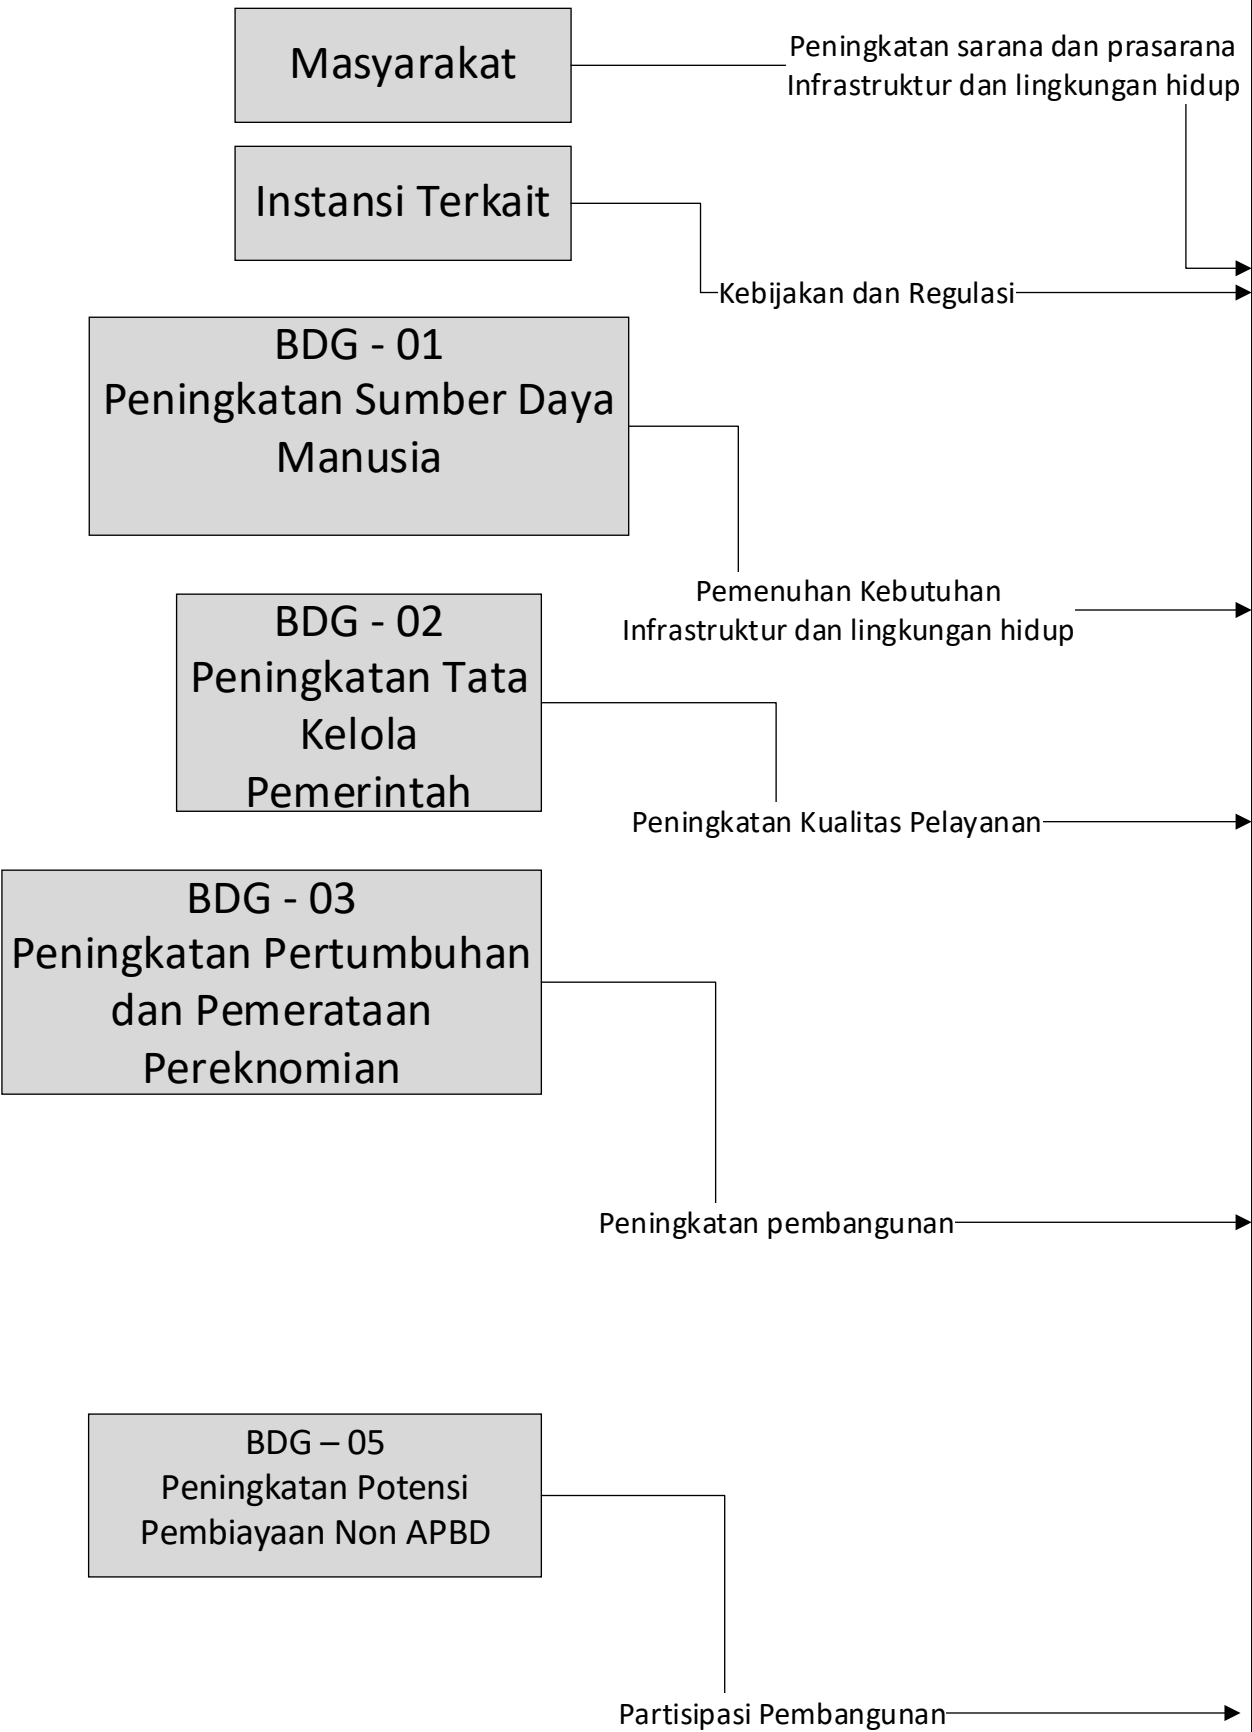 Masyarakat
Peningkatan sarana dan prasarana
Infrastruktur dan lingkungan hidup
Instansi Terkait
Kebijakan dan Regulasi
BDG - 01
Peningkatan Sumber Daya
Manusia
Pemenuhan Kebutuhan
Infrastruktur dan lingkungan hidup
BDG - 02
Peningkatan Tata
Kelola
Pemerintah
Peningkatan Kualitas Pelayanan
BDG - 03
Peningkatan Pertumbuhan
dan Pemerataan
Pereknomian
Peningkatan pembangunan
BDG – 05
Peningkatan Potensi
Pembiayaan Non APBD
Partisipasi Pembangunan